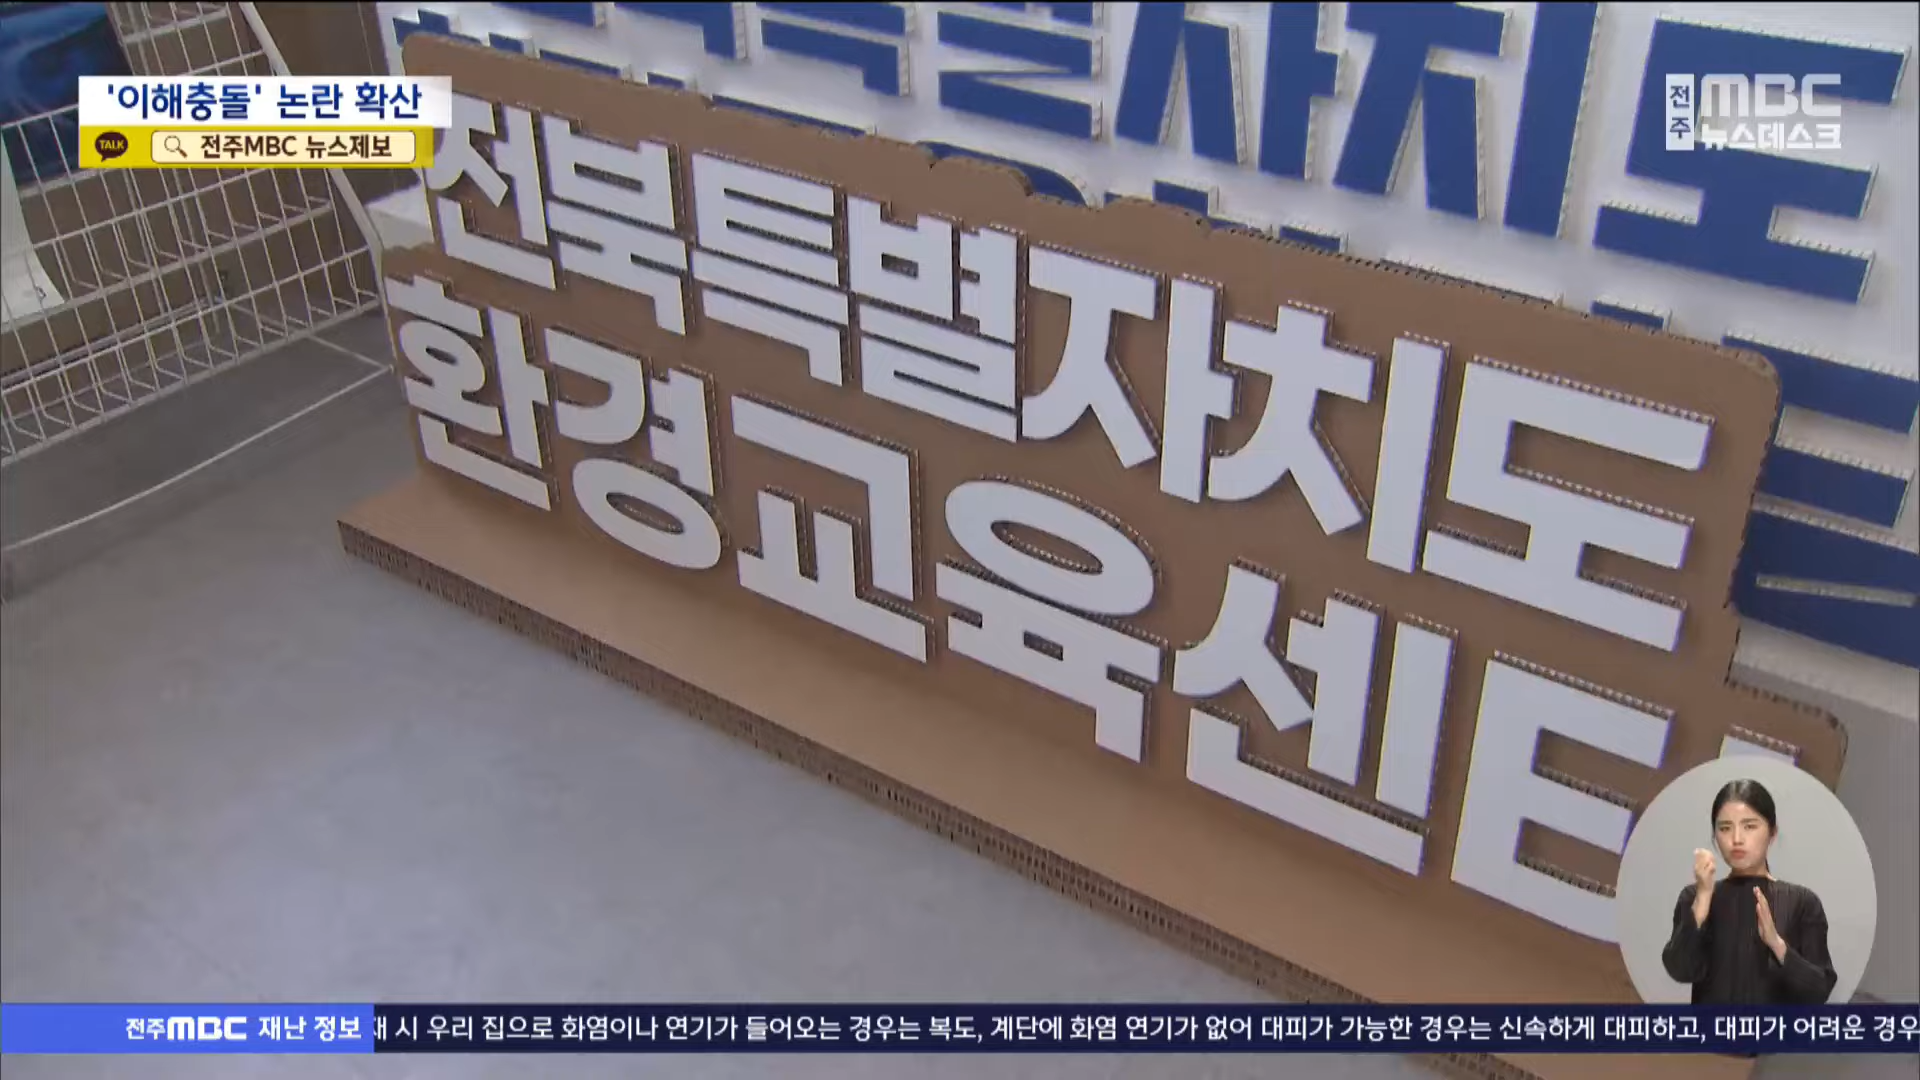 '이해충돌' 논란 확산
TALK
전주MBC 뉴스제보
전주
MBC
뉴스데스크
특별자치도
전북특별자치도
환경교육센터
전주MBC 재난 정보
시 우리 집으로 화염이나 연기가 들어오는 경우는 복도, 계단에 화염 연기가 없어 대피가 가능한 경우는 신속하게 대피하고, 대피가 어려운 경우